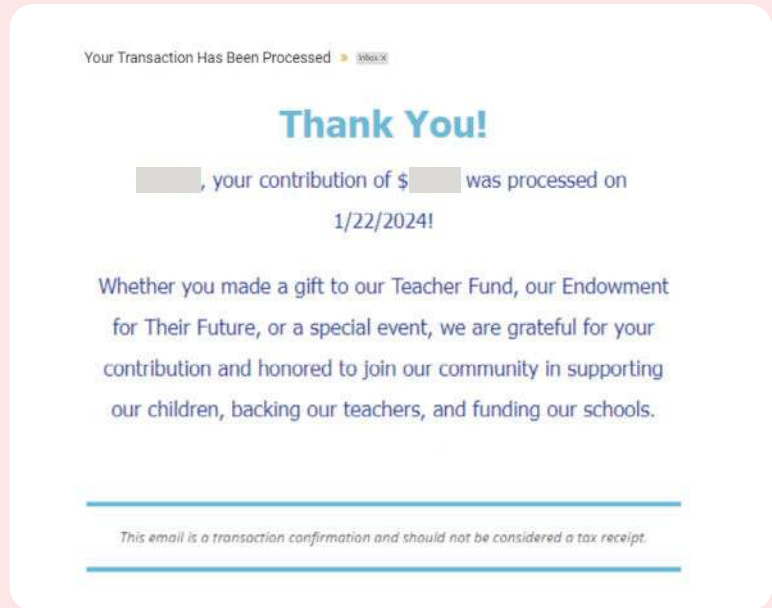 Your Transaction Has Been Processed » Inbox x
Thank You!
, your contribution of $ was processed on
1/22/2024!
Whether you made a gift to our Teacher Fund, our Endowment
for Their Future, or a special event, we are grateful for your
contribution and honored to join our community in supporting
our children, backing our teachers, and funding our schools.
This email is a transaction confirmation and should not be considered a tax receipt.